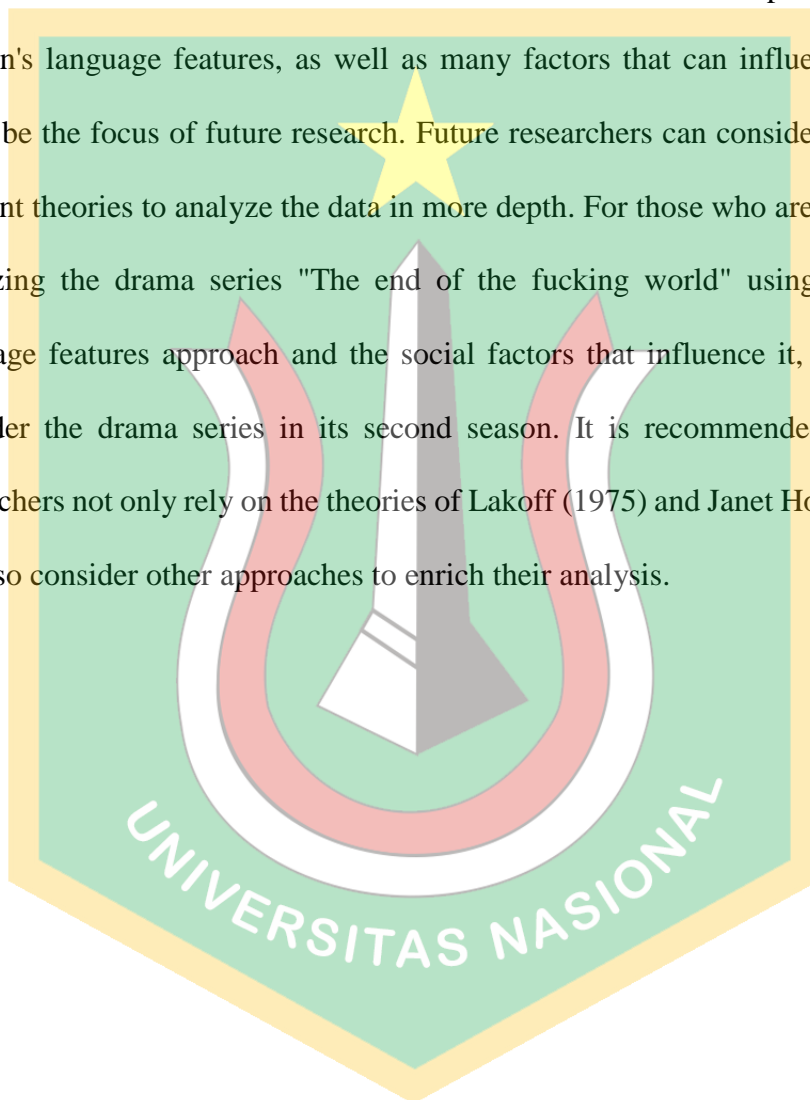 n's language features, as well as many factors that can influe
be the focus of future research. Future researchers can conside
nt theories to analyze the data in more depth. For those who are
zing the drama series "The end of the fucking world" using
age features approach and the social factors that influence it,
der the drama series in its second season. It is recommende
chers not only rely on the theories of Lakoff (1975) and Janet Ho
so consider other approaches to enrich their analysis.
UNIVERSITAS NASIONAL